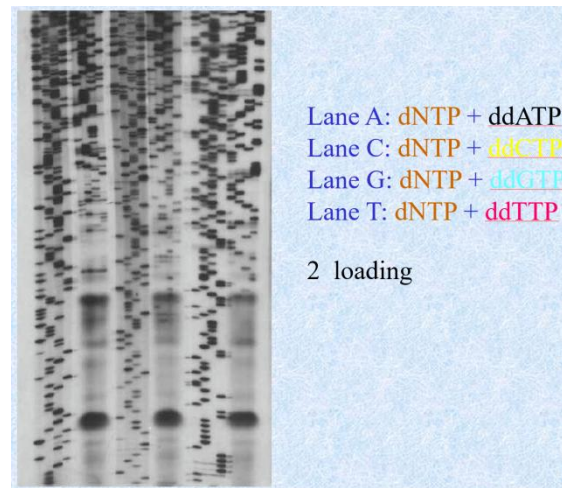 Lane A: dNTP + ddATP
Lane C: dNTP + ddCTP
Lane G: dNTP + ddGTP
Lane T: dNTP + ddTTP
2 loading